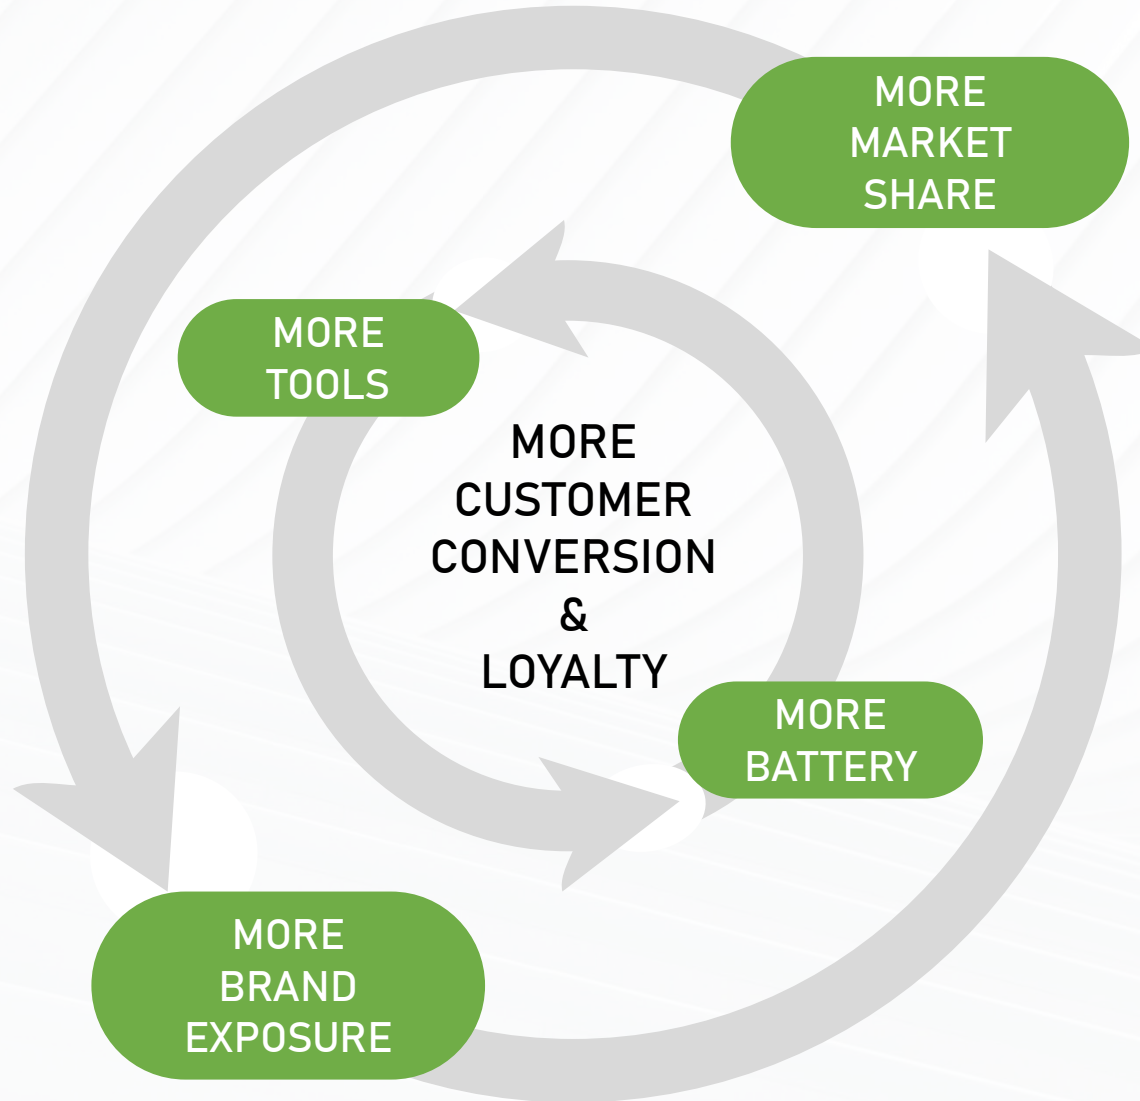 MORE
MARKET
SHARE
MORE
TOOLS
MORE
CUSTOMER
CONVERSION
&
LOYALTY
MORE
BATTERY
MORE
BRAND
EXPOSURE